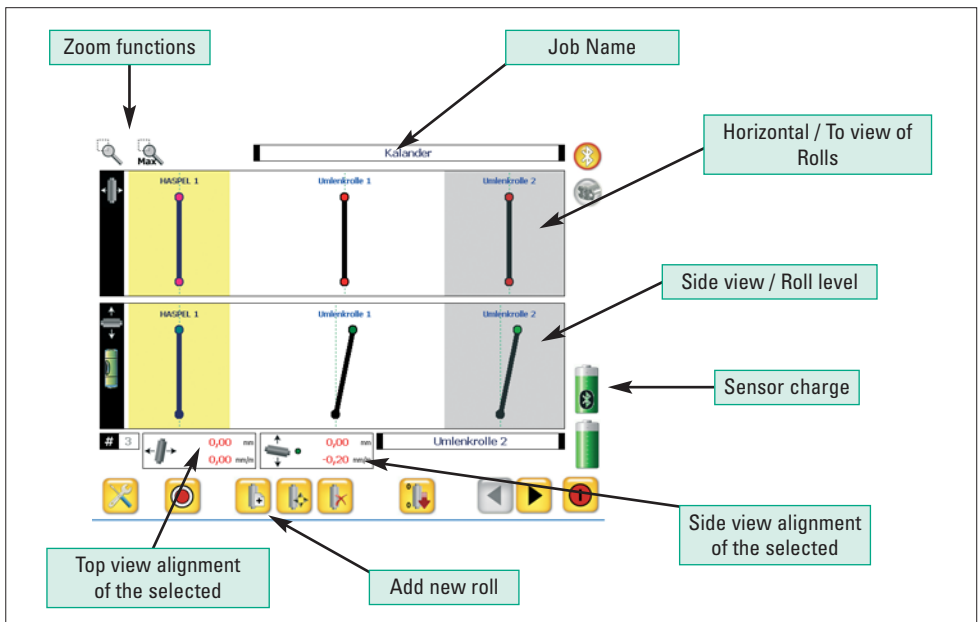 Zoom functions
Job Name
Max
Kalander
Horizontal / To view of
Rolls
HASPEL 1
Umlenkrolle 1
Umlenkrolle 2
Side view / Roll level
HASPEL 1
Umlenkrolle 1
Umlenkrolle 2
Sensor charge
# 3
0,00 mm
0,00 mm/m
0,00 mm
-0,20 mm/m
Umlenkrolle 2
Side view alignment
of the selected
Top view alignment
of the selected
Add new roll